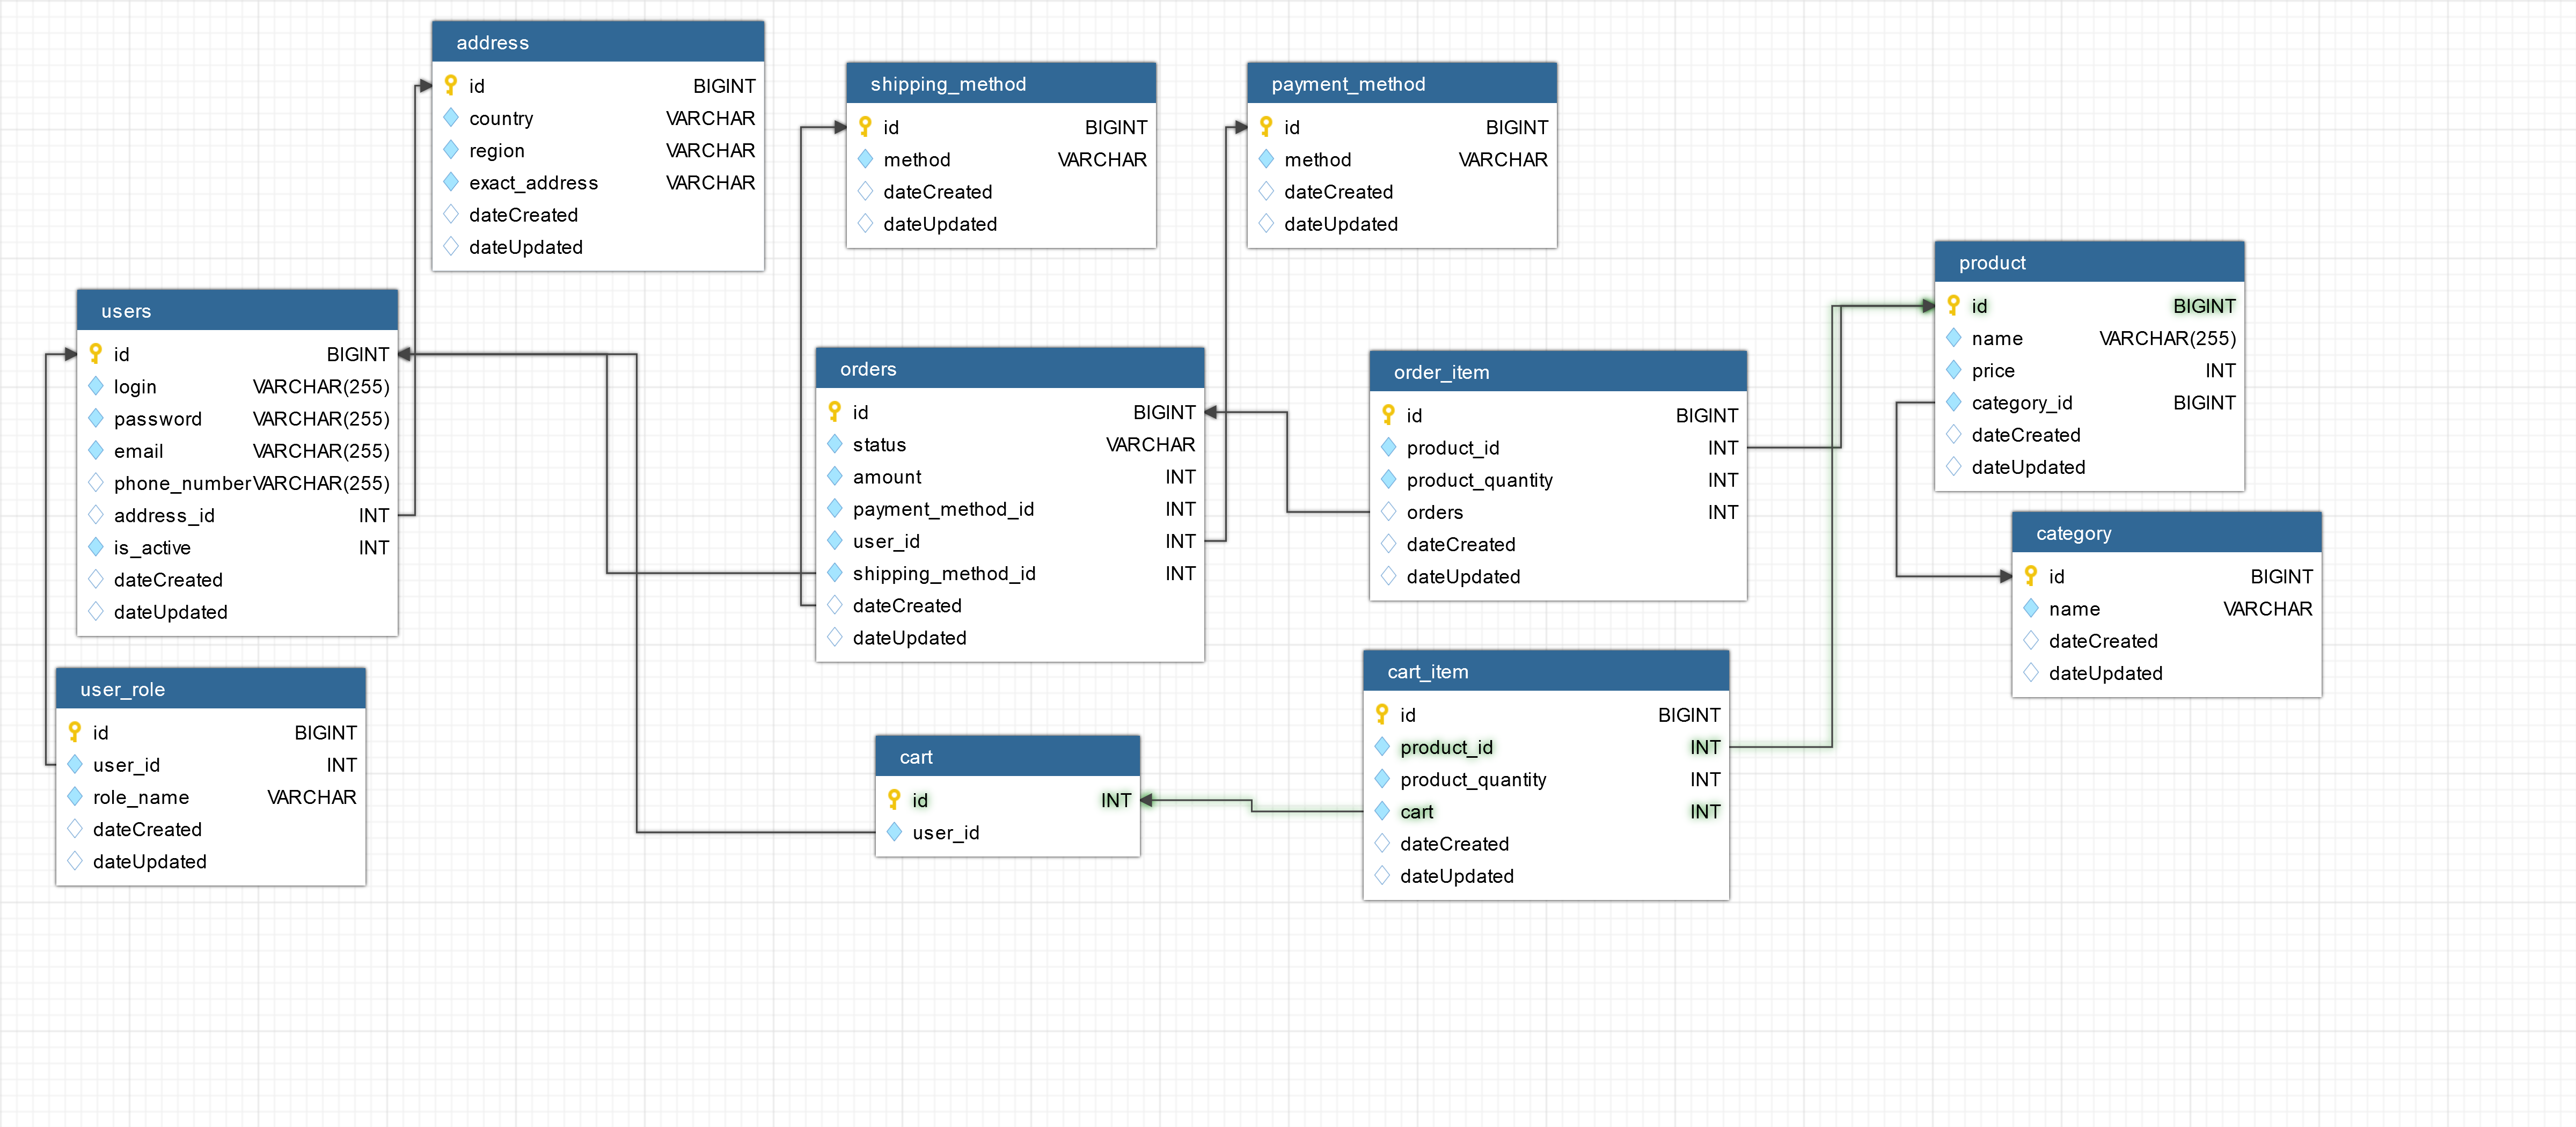 address
id BIGINT
country VARCHAR
region VARCHAR
exact_address VARCHAR
dateCreated
dateUpdated
shipping_method
id BIGINT
method VARCHAR
dateCreated
dateUpdated
payment_method
id BIGINT
method VARCHAR
dateCreated
dateUpdated
product
id BIGINT
name VARCHAR(255)
price INT
category_id BIGINT
dateCreated
dateUpdated
users
id BIGINT
login VARCHAR(255)
password VARCHAR(255)
email VARCHAR(255)
phone_number VARCHAR(255)
address_id INT
is_active INT
dateCreated
dateUpdated
orders
id BIGINT
status VARCHAR
amount INT
payment_method_id INT
user_id INT
shipping_method_id INT
dateCreated
dateUpdated
order_item
id BIGINT
product_id INT
product_quantity INT
orders INT
dateCreated
dateUpdated
category
id BIGINT
name VARCHAR
dateCreated
dateUpdated
user_role
id BIGINT
user_id INT
role_name VARCHAR
dateCreated
dateUpdated
cart
id INT
user_id
cart_item
id BIGINT
product_id INT
product_quantity INT
cart INT
dateCreated
dateUpdated